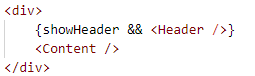 <div>
    {showHeader && <Header />}
    <Content />
</div>